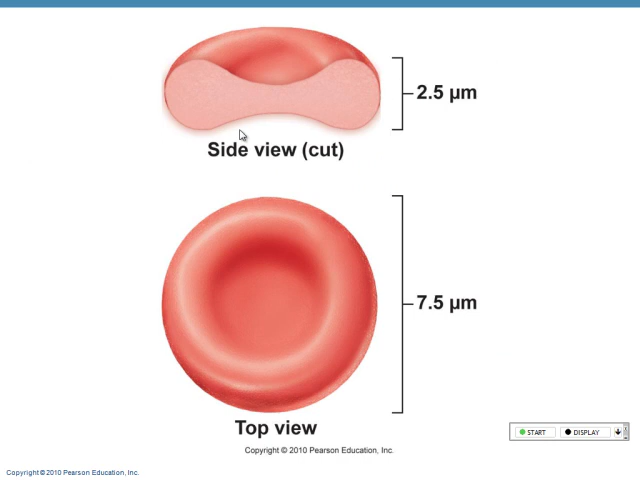 2.5 µm
Side view (cut)
7.5 µm
Top view
START
DISPLAY
Copyright © 2010 Pearson Education, Inc.
Copyright © 2010 Pearson Education, Inc.